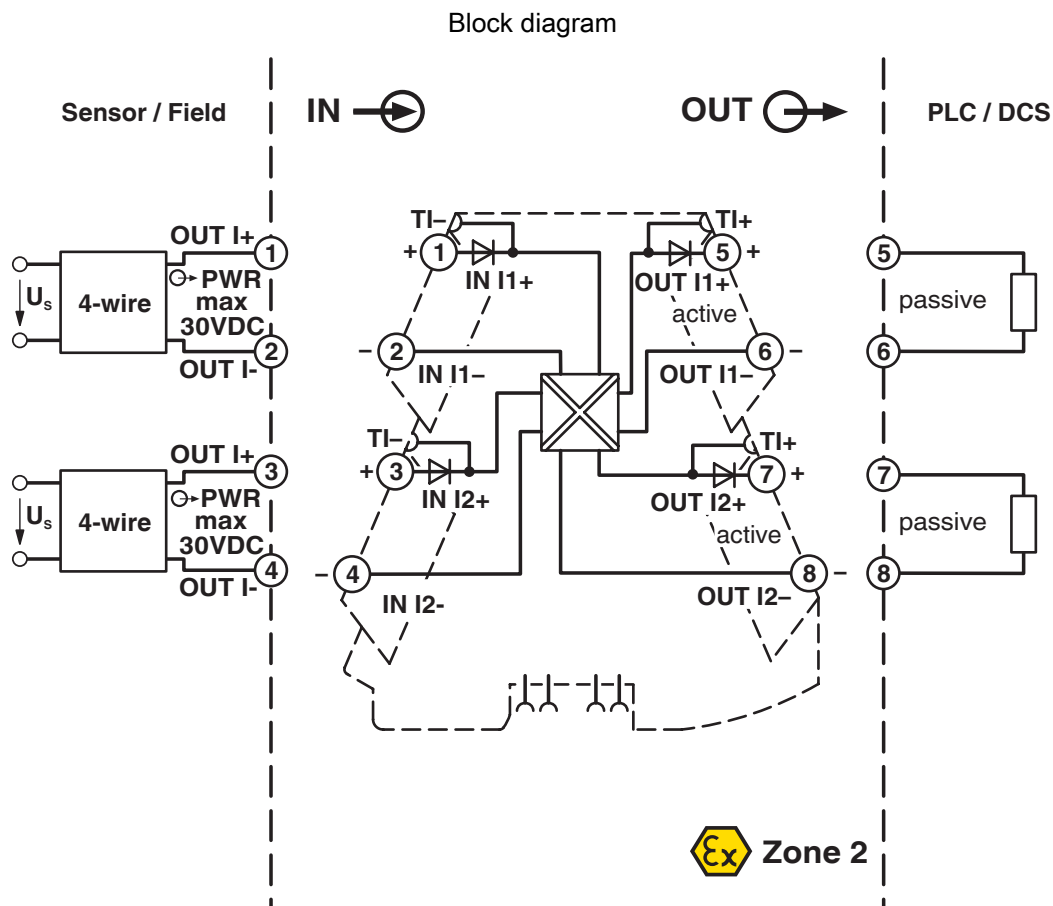 Block diagram
Sensor / Field
IN
OUT
PLC / DCS
OUT I+
1
PWR
max
30VDC
Us
4-wire
2
OUT I-
OUT I+
3
PWR
max
30VDC
Us
4-wire
4
OUT I-
TI–
+
1
IN I1+
–
2
IN I1–
TI–
+
3
IN I2+
–
4
IN I2-
TI+
5
+
OUT I1+
active
6
–
OUT I1–
TI+
7
+
OUT I2+
active
8
–
OUT I2–
5
passive
6
7
passive
8
Ex
Zone 2